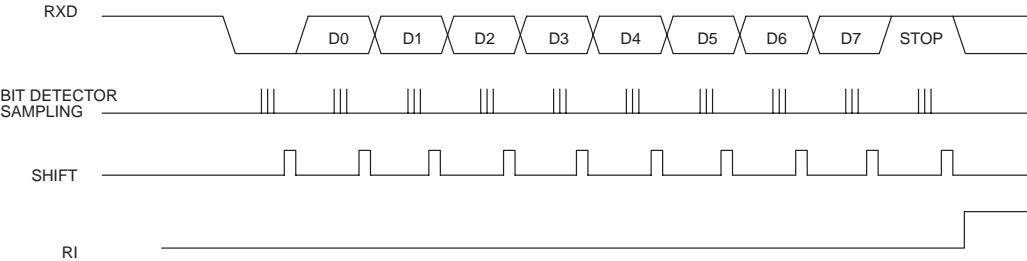 RXD
D0 D1 D2 D3 D4 D5 D6 D7 STOP
BIT DETECTOR
SAMPLING
SHIFT
RI